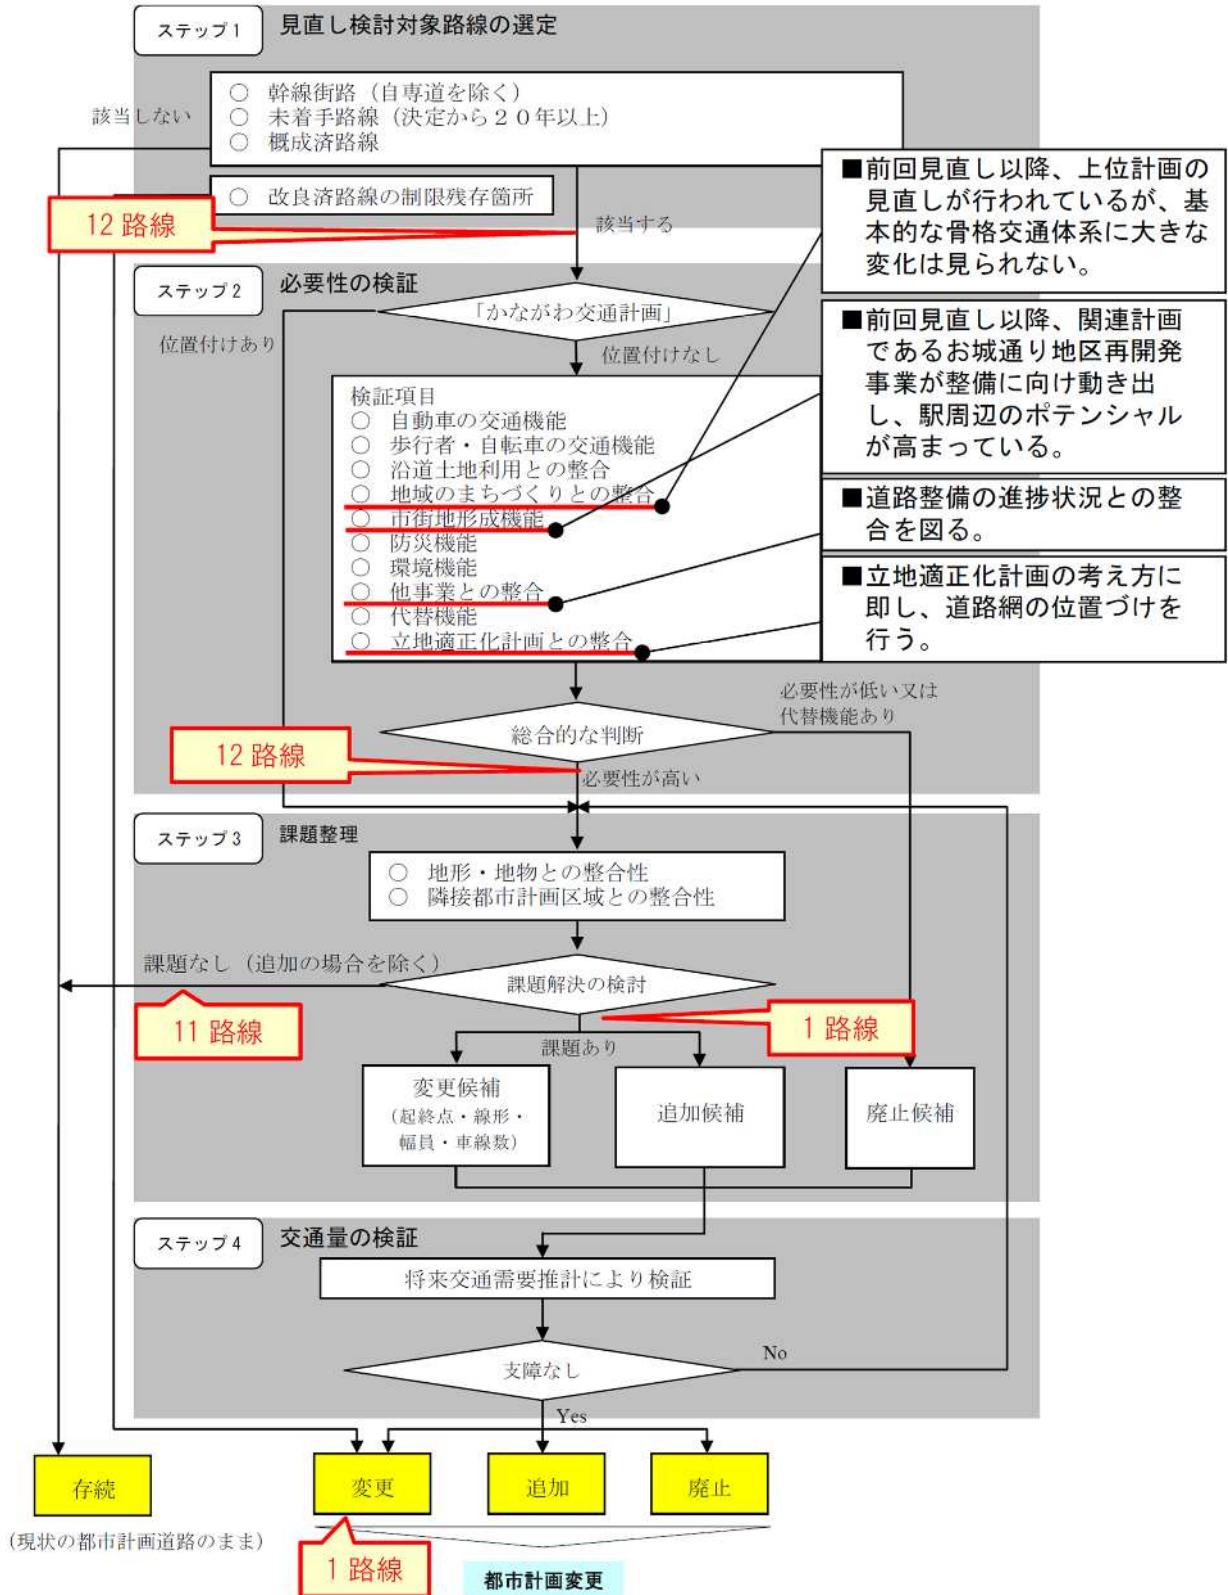 ステップ1
見直し検討対象路線の選定
○ 幹線街路（自専道を除く）
○ 未着手路線（決定から２０年以上）
○ 概成済路線
該当しない
○ 改良済路線の制限残存箇所
12 路線
該当する
■前回見直し以降、上位計画の
見直しが行われているが、基
本的な骨格交通体系に大きな
変化は見られない。
ステップ2
必要性の検証
「かながわ交通計画」
位置付けあり
位置付けなし
■前回見直し以降、関連計画
であるお城通り地区再開発
事業が整備に向け動き出
し、駅周辺のポテンシャル
が高まっている。
検証項目
○ 自動車の交通機能
○ 歩行者・自転車の交通機能
○ 沿道土地利用との整合
○ 地域のまちづくりとの整合
○ 市街地形成機能
○ 防災機能
○ 環境機能
○ 他事業との整合
○ 代替機能
○ 立地適正化計画との整合
■道路整備の進捗状況との整
合を図る。
■立地適正化計画の考え方に
即し、道路網の位置づけを
行う。
必要性が低い又は
代替機能あり
総合的な判断
12 路線
必要性が高い
ステップ3
課題整理
○ 地形・地物との整合性
○ 隣接都市計画区域との整合性
課題なし（追加の場合を除く）
課題解決の検討
11 路線
1 路線
課題あり
変更候補
（起終点・線形・
幅員・車線数）
追加候補
廃止候補
ステップ4
交通量の検証
将来交通需要推計により検証
支障なし
No
Yes
存続
変更
追加
廃止
(現状の都市計画道路のまま)
1 路線
都市計画変更